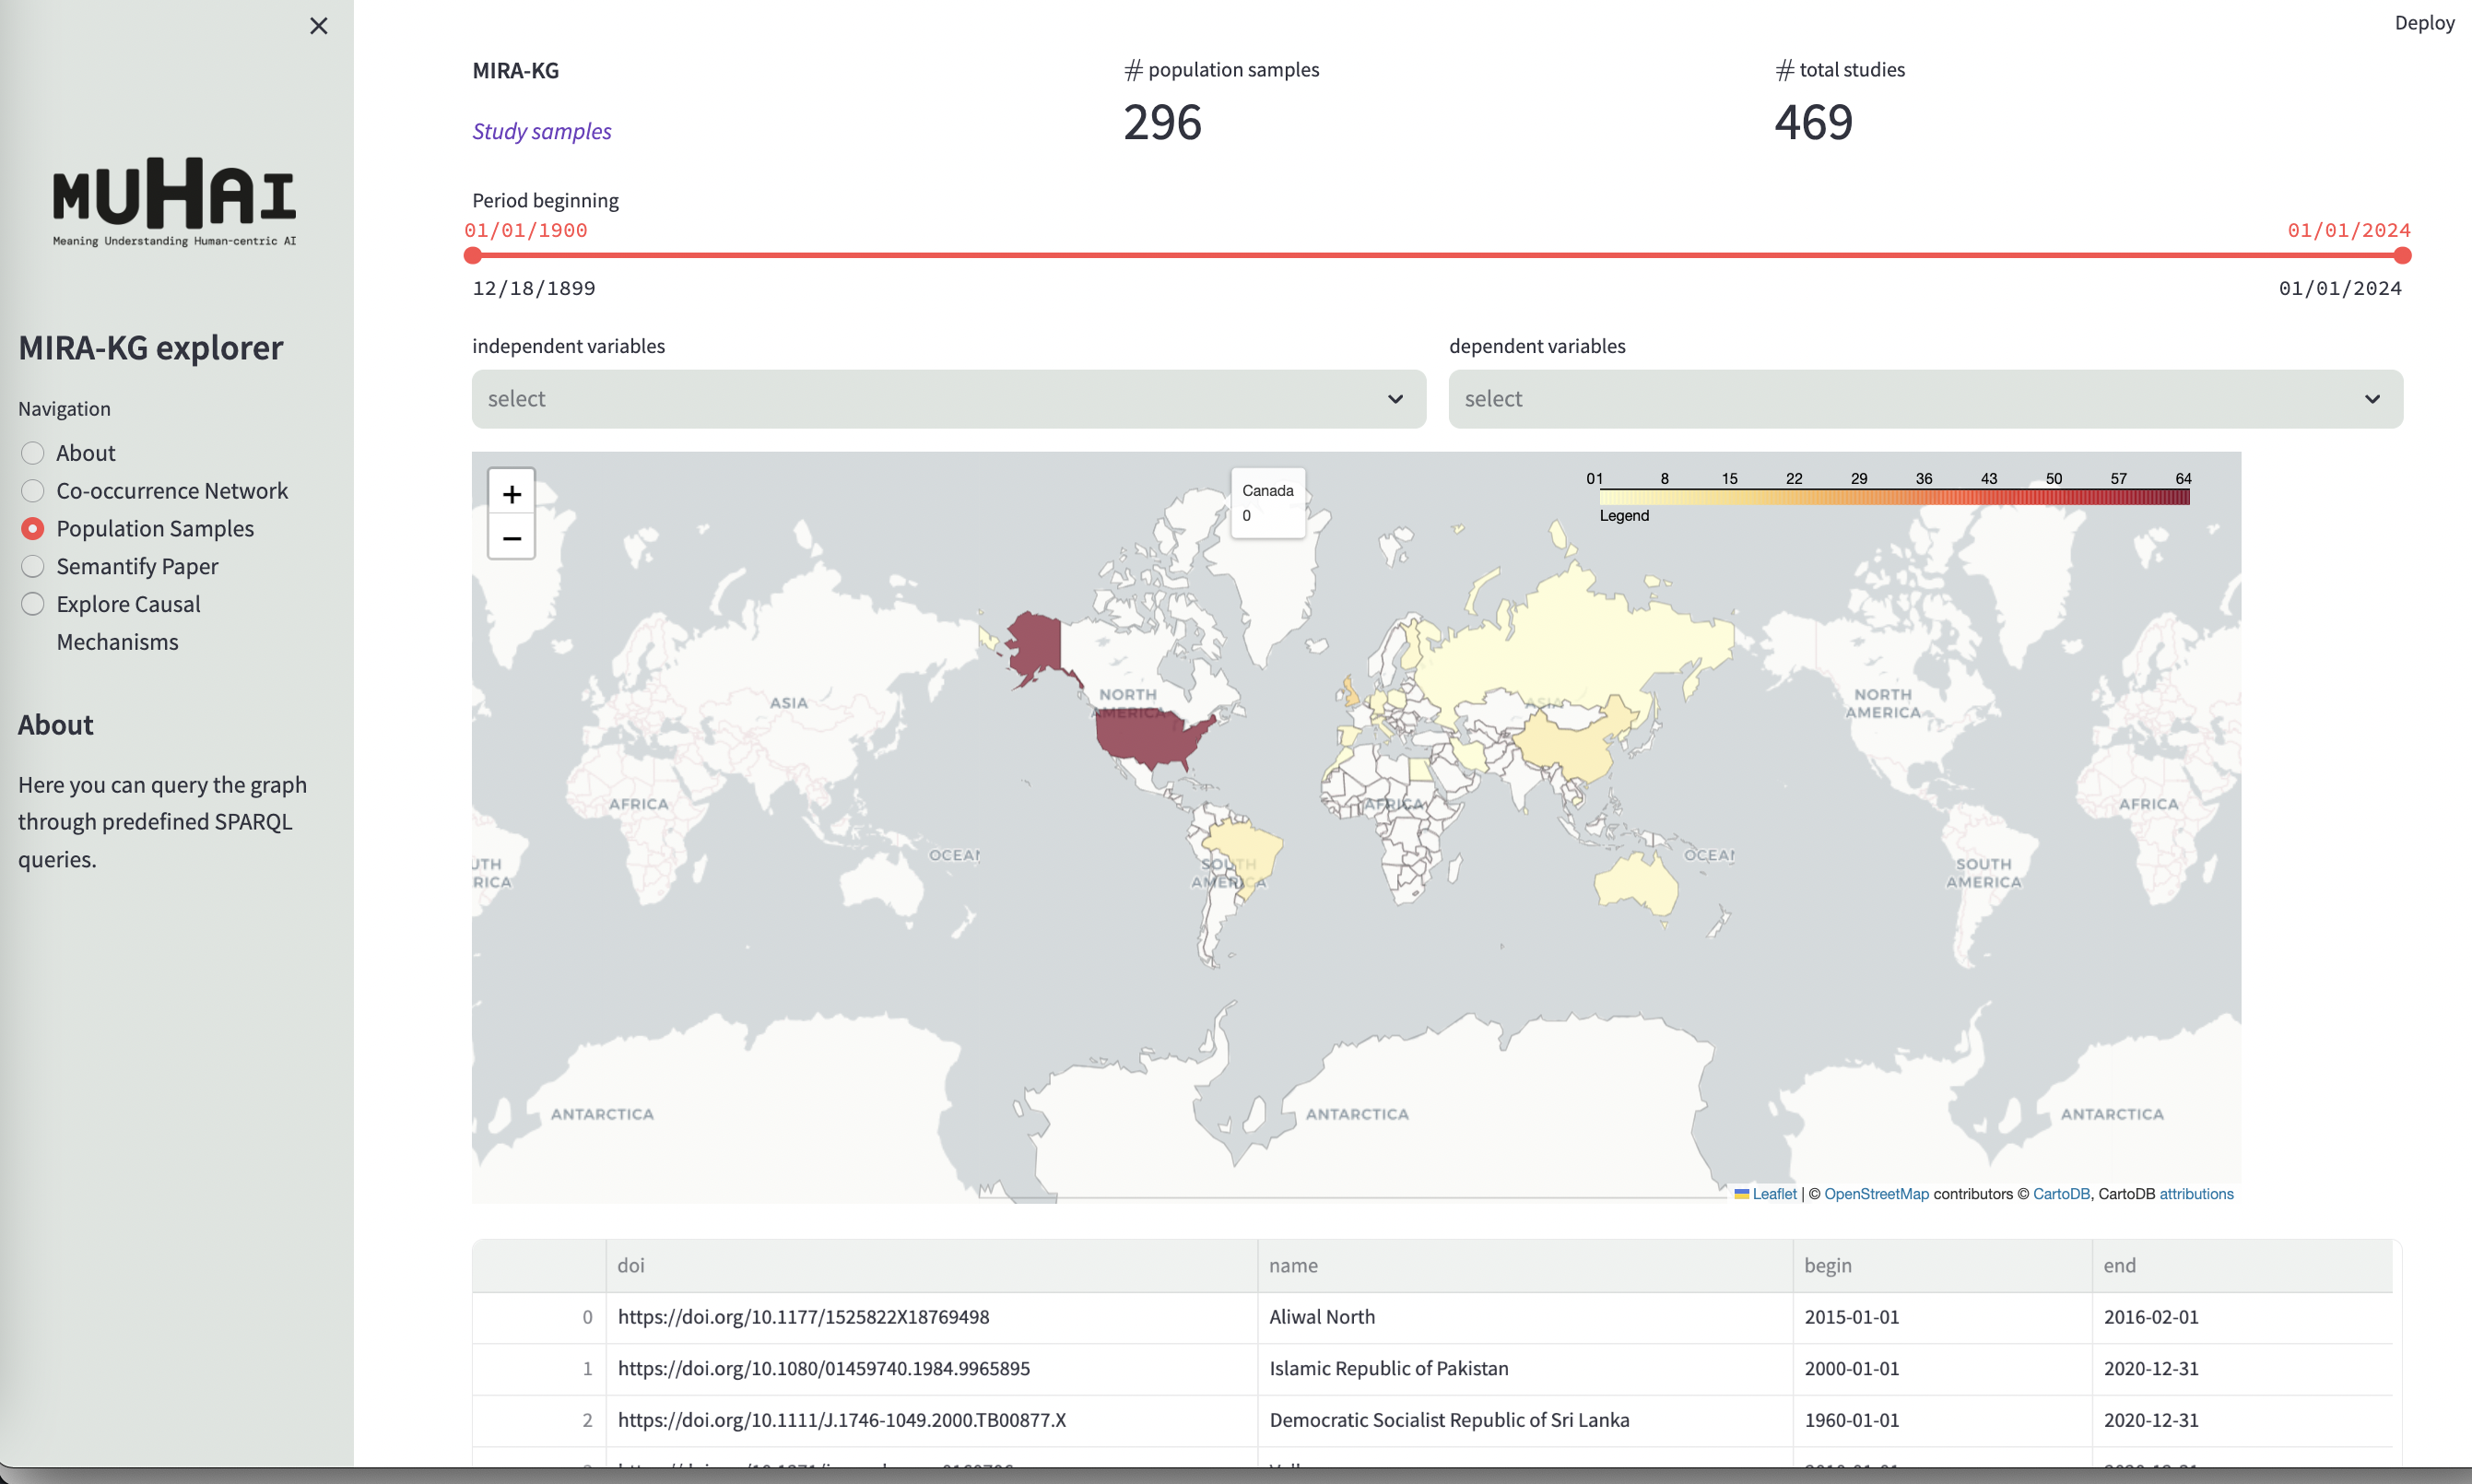 Deploy
MUHAI
Meaning Understanding Human-centric AI
MIRA-KG explorer
Navigation
About
Co-occurrence Network
Population Samples
Semantify Paper
Explore Causal
Mechanisms
About
Here you can query the graph
through predefined SPARQL
queries.
MIRA-KG
Study samples
# population samples
296
# total studies
469
Period beginning
01/01/1900 01/01/2024
12/18/1899 01/01/2024
independent variables
select
dependent variables
select
+
−
Canada
0
01 8 15 22 29 36 43 50 57 64
Legend
ASIA
NORTH
AMERICA
ASIA
NORTH
AMERICA
AFRICA
AFRICA
AFRICA
OCEAN
OCEAN
UTH
RICA
SOUTH
AMERICA
SOUTH
AMERICA
ANTARCTICA
ANTARCTICA
ANTARCTICA
Leaflet | © OpenStreetMap contributors © CartoDB, CartoDB attributions
doi name begin end
0 https://doi.org/10.1177/1525822X18769498 Aliwal North 2015-01-01 2016-02-01
1 https://doi.org/10.1080/01459740.1984.9965895 Islamic Republic of Pakistan 2000-01-01 2020-12-31
2 https://doi.org/10.1111/J.1746-1049.2000.TB00877.X Democratic Socialist Republic of Sri Lanka 1960-01-01 2020-12-31